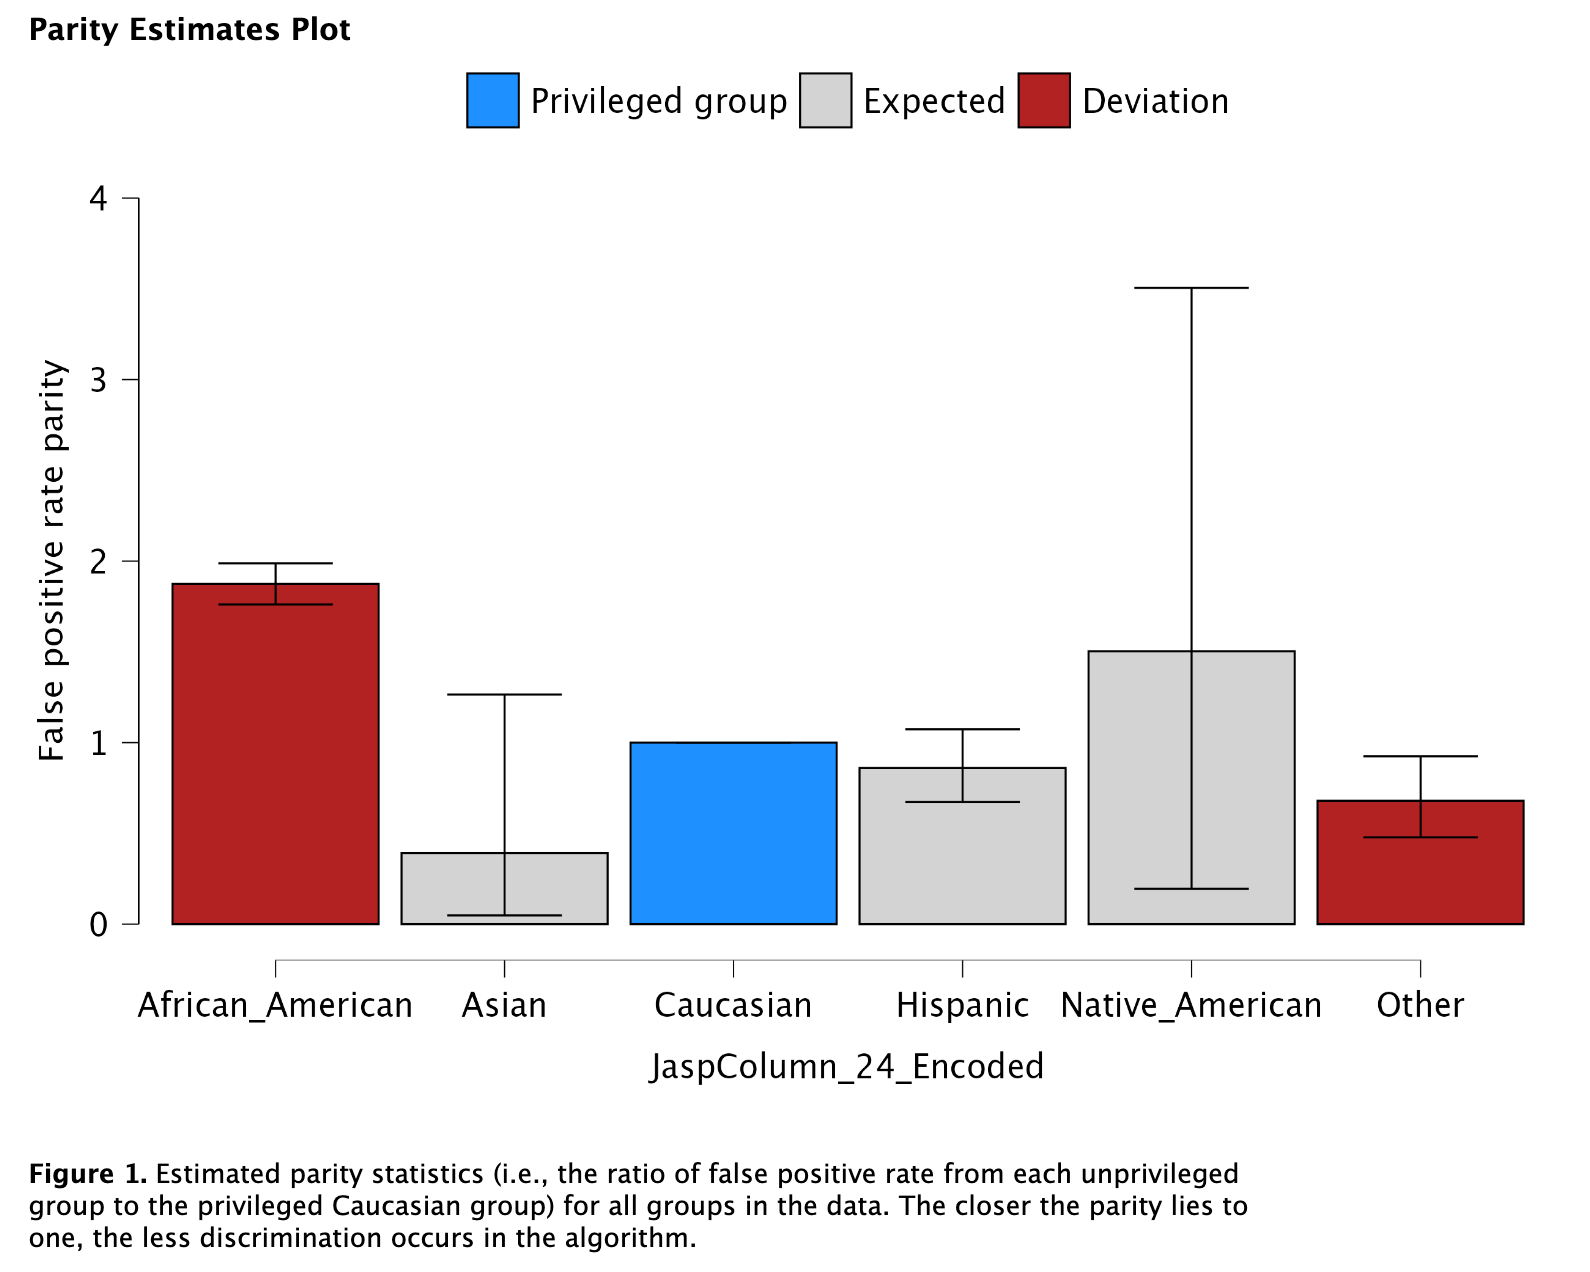 Parity Estimates Plot
Privileged group Expected Deviation
False positive rate parity
4
3
2
1
0
African_American Asian Caucasian Hispanic Native_American Other
JaspColumn_24_Encoded
Figure 1. Estimated parity statistics (i.e., the ratio of false positive rate from each unprivileged
group to the privileged Caucasian group) for all groups in the data. The closer the parity lies to
one, the less discrimination occurs in the algorithm.